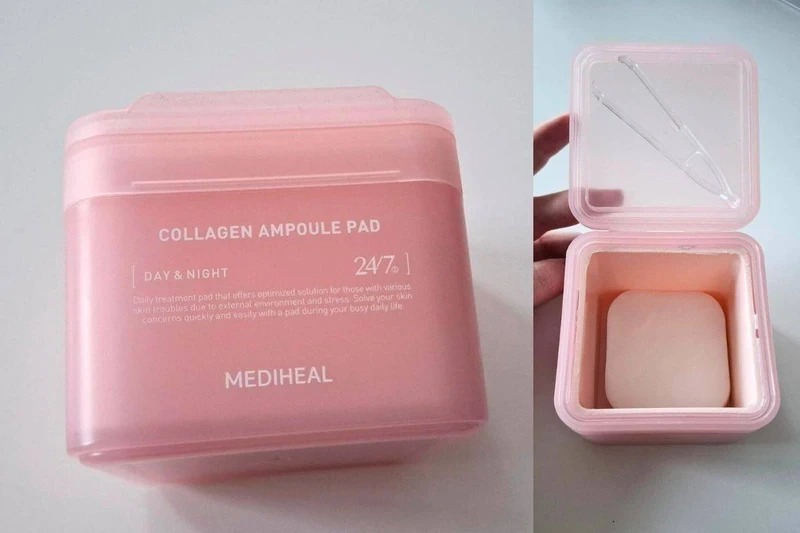 COLLAGEN AMPOULE PAD
[ DAY & NIGHT 24/7® ]
Daily treatment pad that offers optimized solution for those with various
skin troubles due to external environment and stress. Solve your skin
concerns quickly and easily with a pad during your busy daily life.
MEDIHEAL